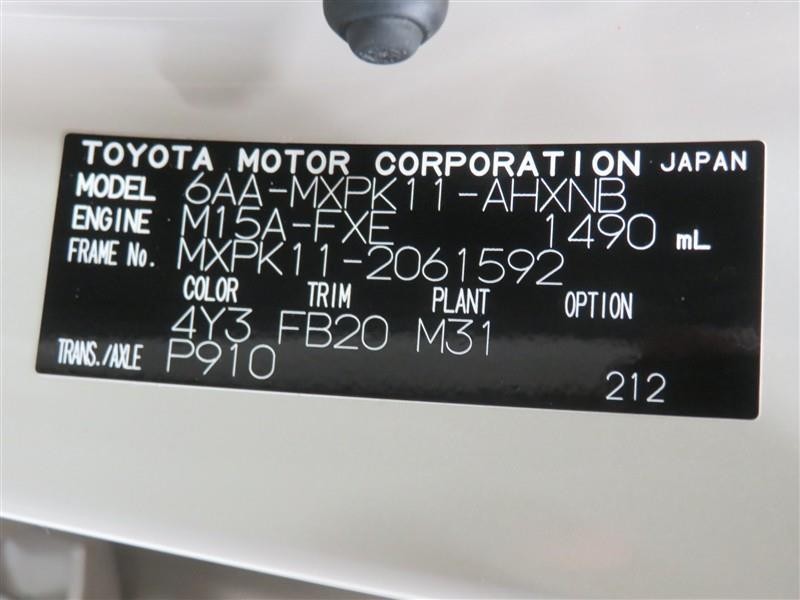 TOYOTA MOTOR CORPORATION JAPAN
MODEL 6AA-MXPK11-AHXNB
ENGINE M15A-FXE 1490 mL
FRAME No. MXPK11-2061592
COLOR TRIM PLANT OPTION
4Y3 FB20 M31
TRANS./AXLE P910
212